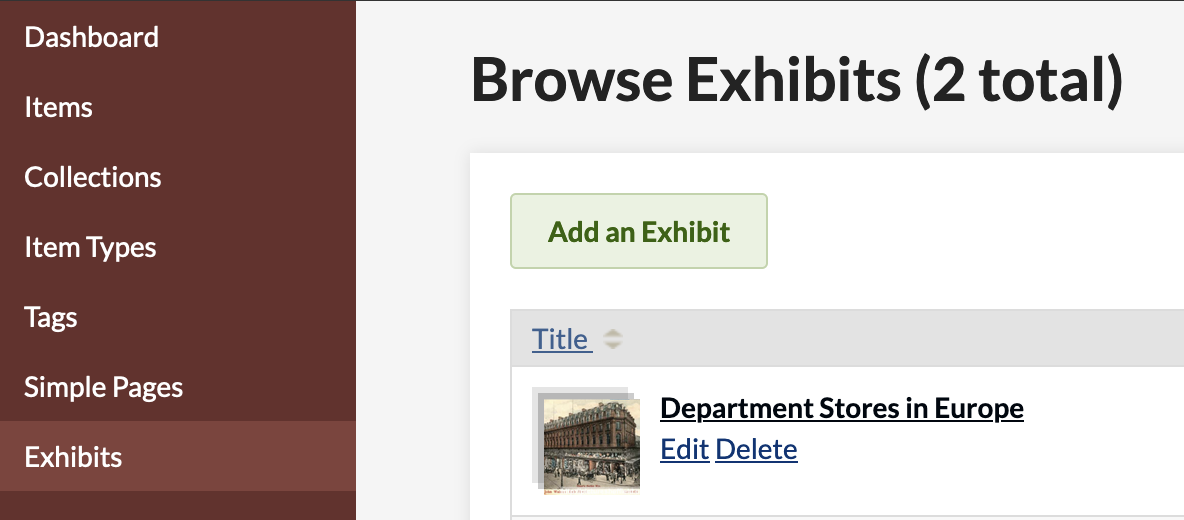 Dashboard
Items
Collections
Item Types
Tags
Simple Pages
Exhibits
Browse Exhibits (2 total)
Add an Exhibit
Title
Department Stores in Europe
Edit Delete